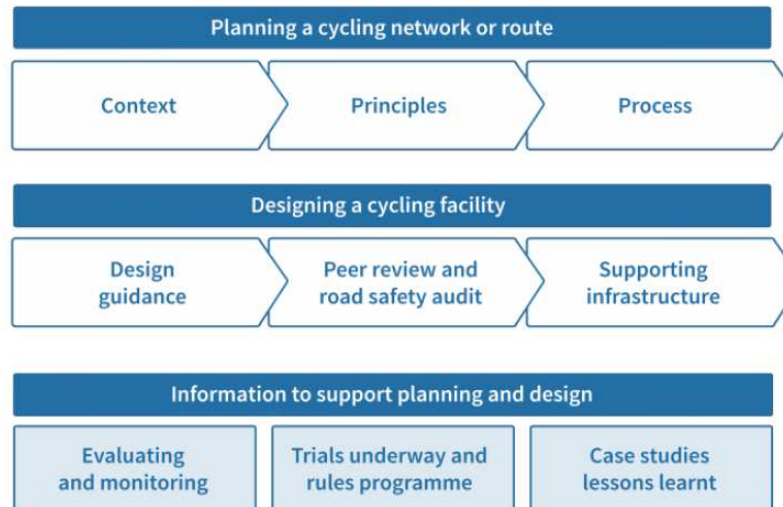 Planning a cycling network or route
Context
Principles
Process
Designing a cycling facility
Design
guidance
Peer review and
road safety audit
Supporting
infrastructure
Information to support planning and design
Evaluating
and monitoring
Trials underway and
rules programme
Case studies
lessons learnt